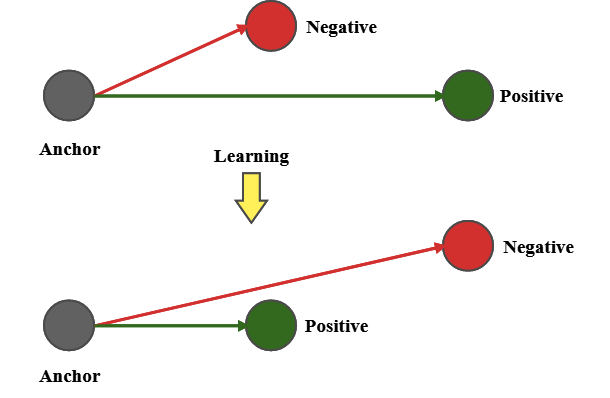 Negative
Positive
Anchor
Learning
Negative
Positive
Anchor